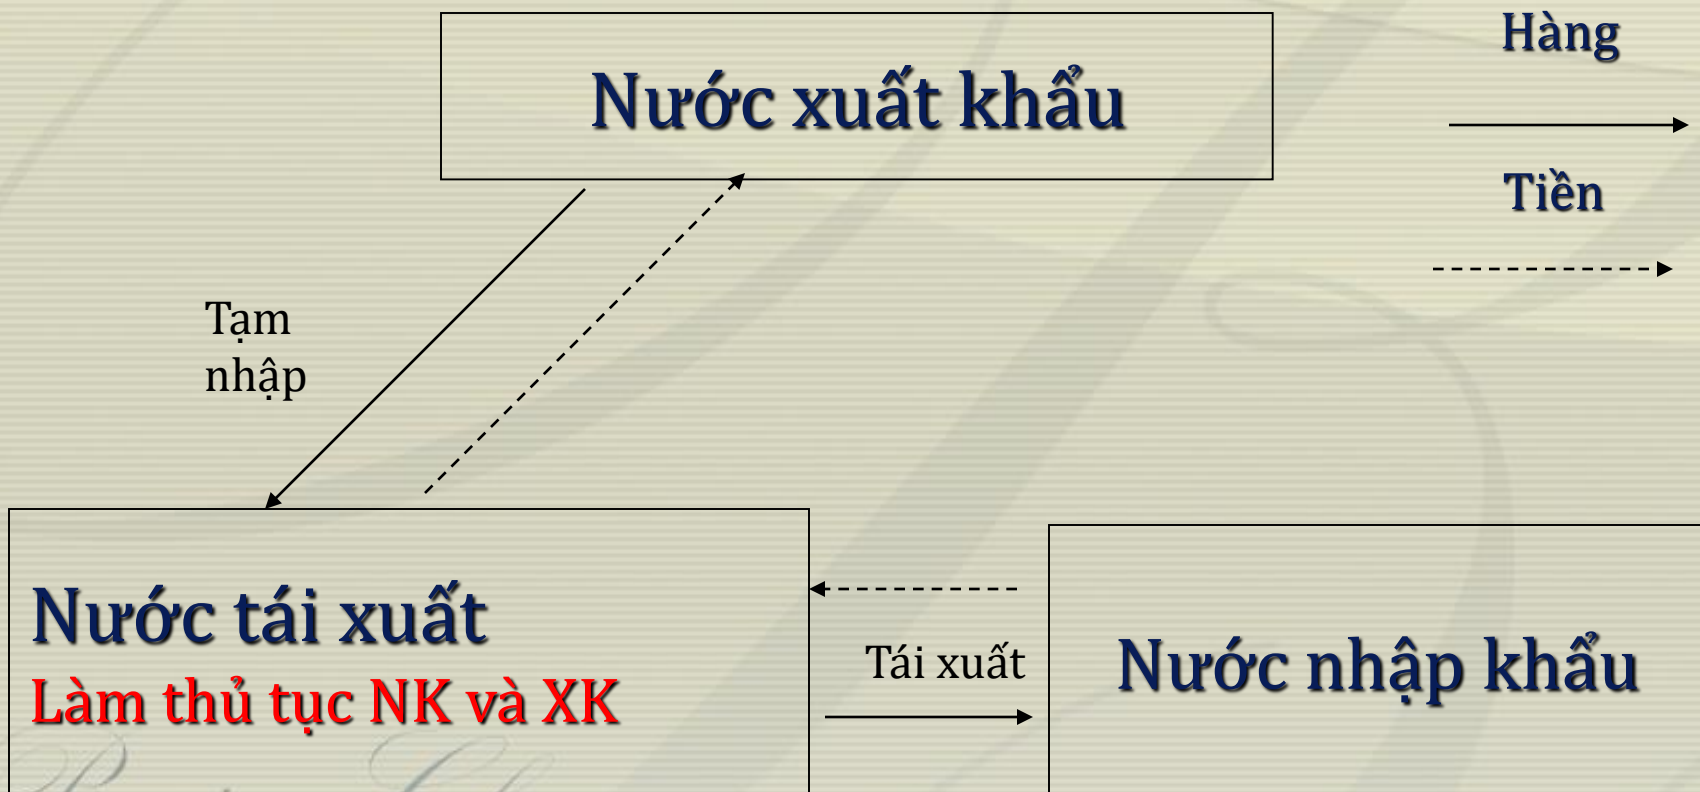 Nước xuất khẩu
Hàng
Tiền
Tạm
nhập
Nước tái xuất
Làm thủ tục NK và XK
Tái xuất
Nước nhập khẩu